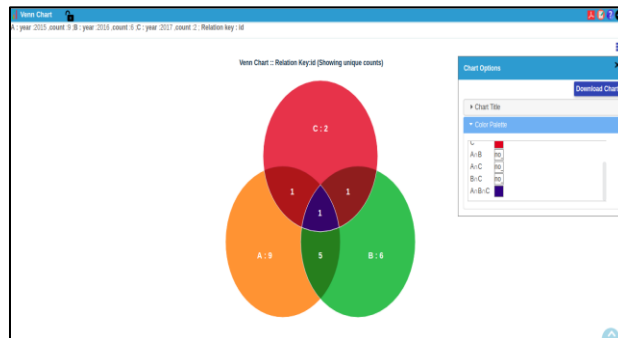 Venn Chart
A : year :2015 ,count :9 ;B : year :2016 ,count :6 ;C : year :2017 ,count :2 ; Relation key : id
Venn Chart :: Relation Key:id (Showing unique counts)
Chart Options
Download Chart
Chart Title
Color Palette
C
A∩B no
A∩C no
B∩C no
A∩B∩C
C : 2
1
1
1
A : 9
5
B : 6